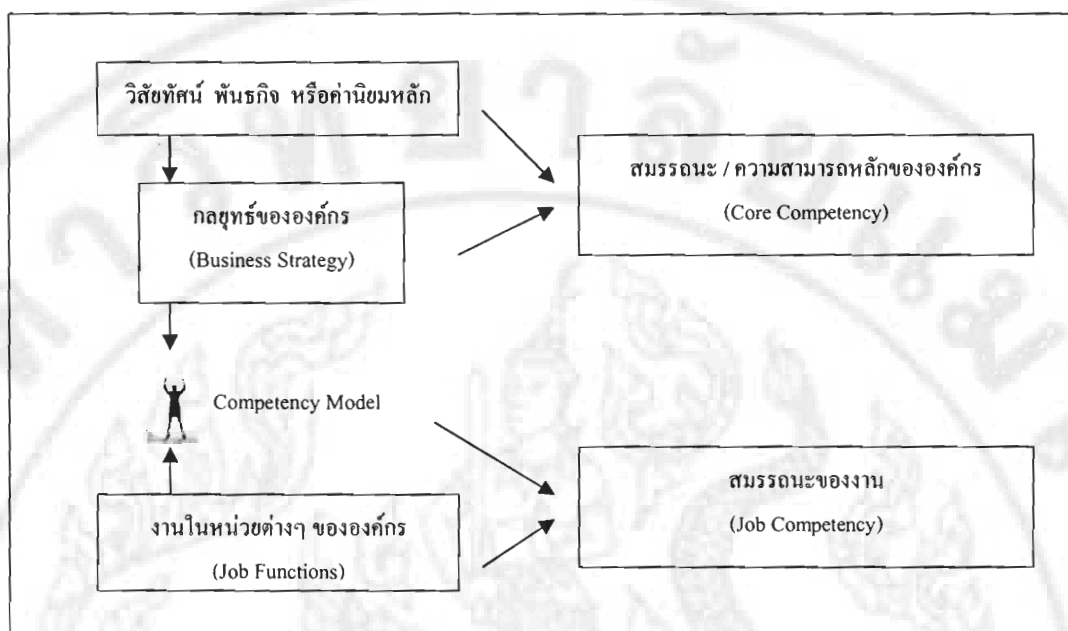 วิสัยทัศน์ พันธกิจ หรือค่านิยมหลัก
กลยุทธ์ขององค์กร
(Business Strategy)
Competency Model
งานในหน่วยต่างๆ ขององค์กร
(Job Functions)
สมรรถนะ / ความสามารถหลักขององค์กร
(Core Competency)
สมรรถนะของงาน
(Job Competency)